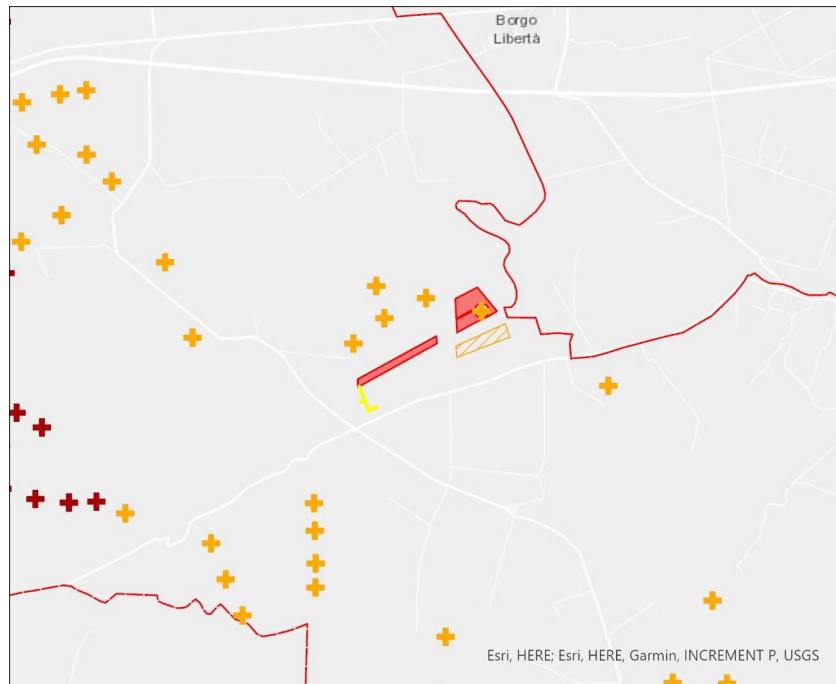 Borgo
Libertà
Esri, HERE; Esri, HERE, Garmin, INCREMENT P, USGS